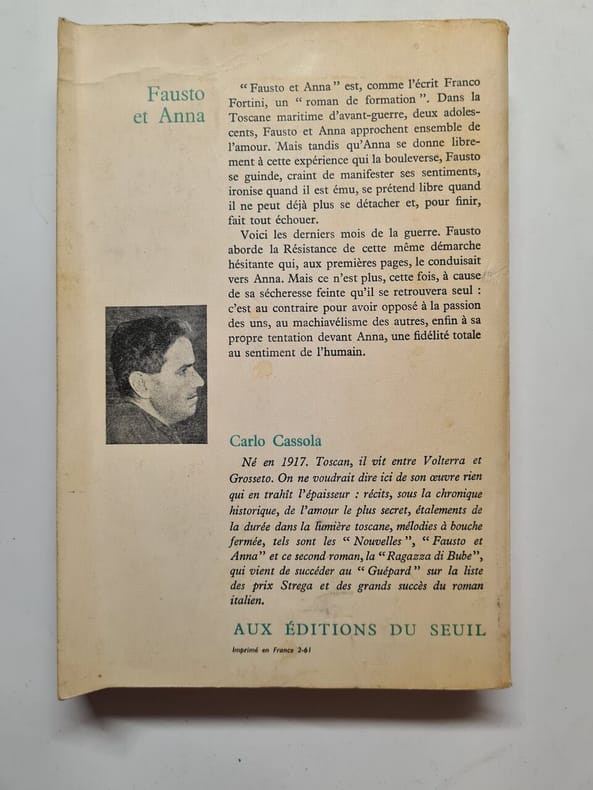 Fausto
et Anna
“ Fausto et Anna ” est, comme l’écrit Franco
Fortini, un “ roman de formation ”. Dans la
Toscane maritime d’avant-guerre, deux adoles-
cents, Fausto et Anna approchent ensemble de
l’amour. Mais tandis qu’Anna se donne libre-
ment à cette expérience qui la bouleverse, Fausto
se guinde, craint de manifester ses sentiments,
ironise quand il est ému, se prétend libre quand
il ne peut déjà plus se détacher et, pour finir,
fait tout échouer.
Voici les derniers mois de la guerre. Fausto
aborde la Résistance de cette même démarche
hésitante qui, aux premières pages, le conduisait
vers Anna. Mais ce n’est plus, cette fois, à cause
de sa sécheresse feinte qu’il se retrouvera seul :
c’est au contraire pour avoir opposé à la passion
des uns, au machiavélisme des autres, enfin à sa
propre tentation devant Anna, une fidélité totale
au sentiment de l’humain.
Carlo Cassola
Né en 1917. Toscan, il vit entre Volterra et
Grosseto. On ne voudrait dire ici de son œuvre rien
qui en trahît l’épaisseur : récits, sous la chronique
historique, de l’amour le plus secret, étalements de
la durée dans la lumière toscane, mélodies à bouche
fermée, tels sont les “ Nouvelles ”, “ Fausto et
Anna” et ce second roman, la “Ragazza di Bube”,
qui vient de succéder au “ Guépard ” sur la liste
des prix Strega et des grands succès du roman
italien.
AUX ÉDITIONS DU SEUIL
Imprimé en France 2-61